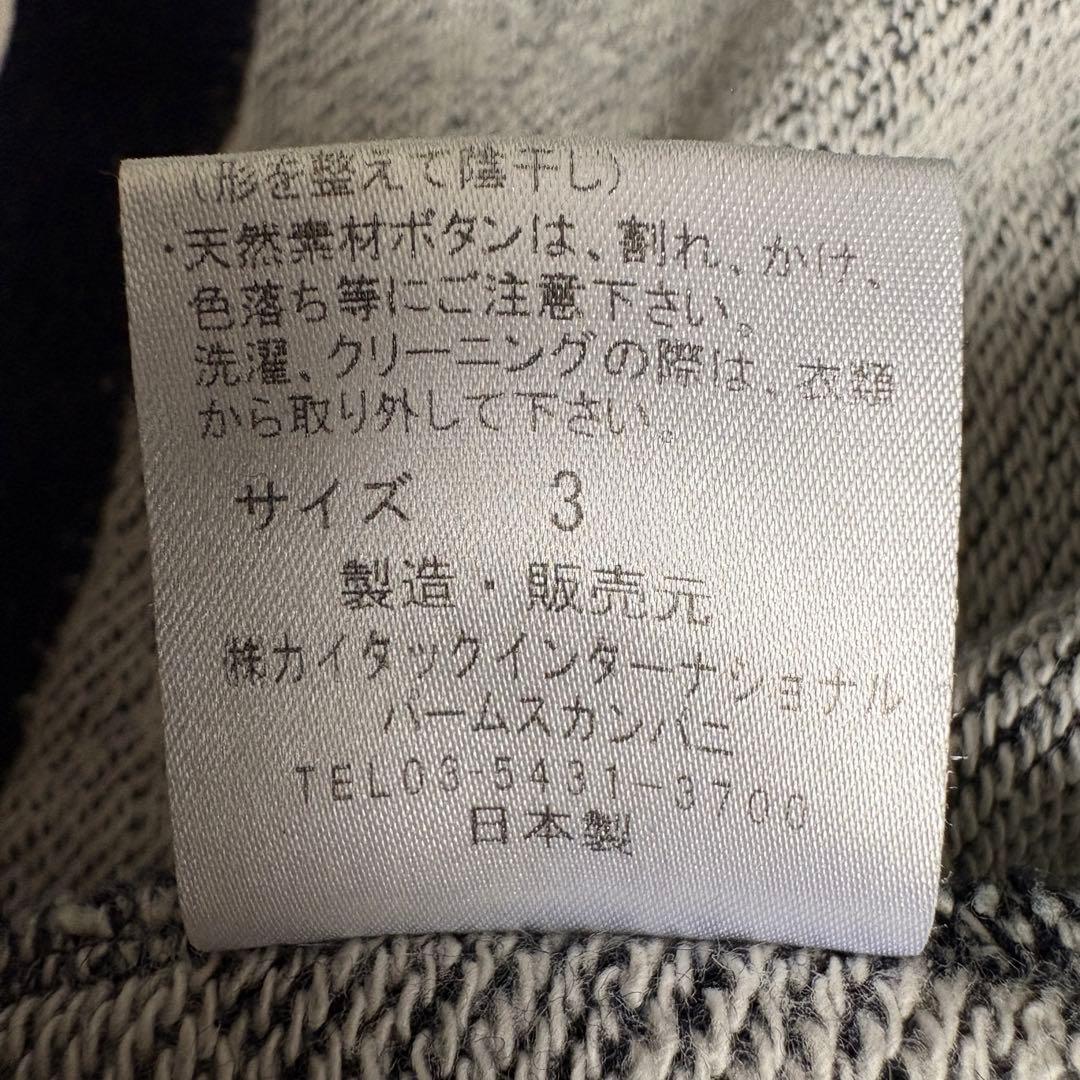 (形を整えて陰干し)
・天然素材ボタンは、割れ、かけ、
色落ち等にご注意下さい。
洗濯、クリーニングの際は、衣類
から取り外して下さい。
サイズ 3
製造・販売元
㈱カイタックインターナショナル
パームスカンパニ
TEL03-5431-3700
日本製